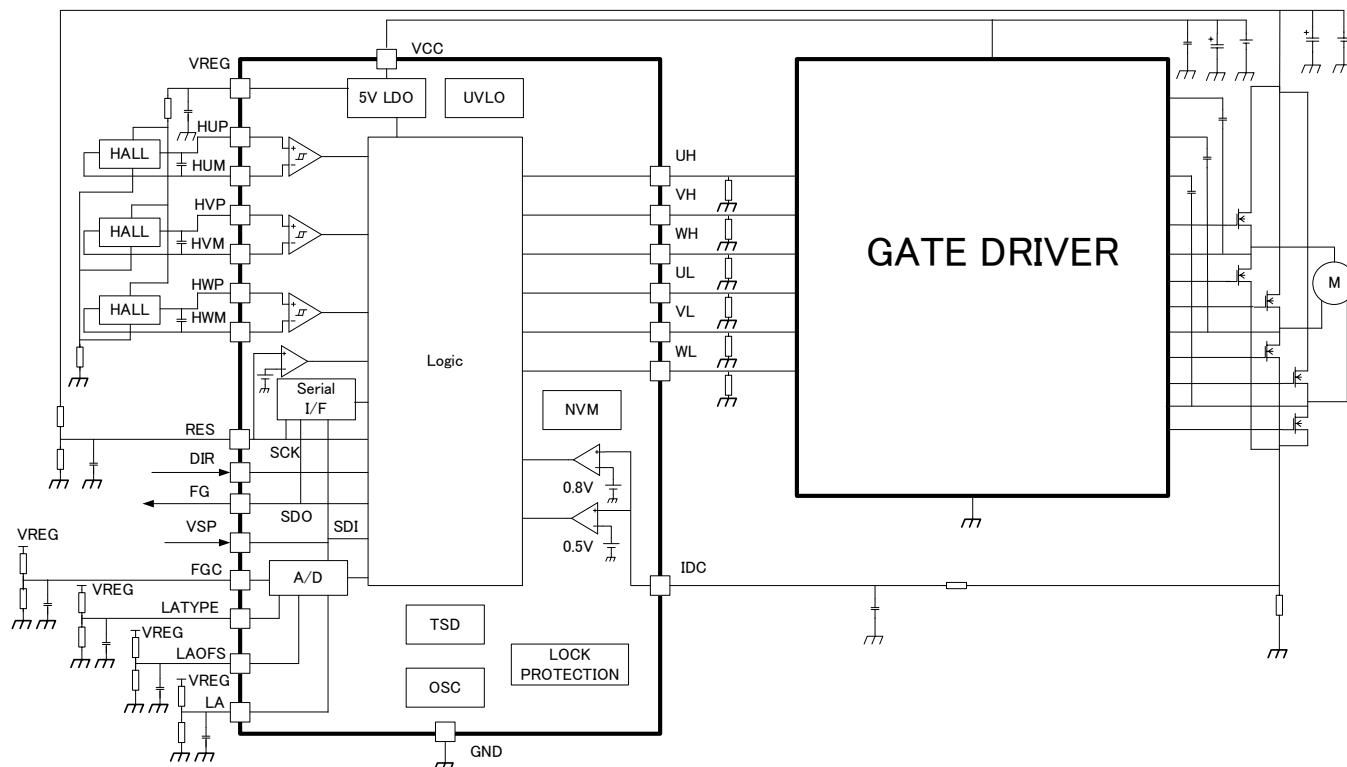 VCC
VREG
5V LDO
UVLO
HUP
HALL
HUM
HVP
HALL
HVM
HWP
HALL
HWM
Logic
Serial
I/F
RES
SCK
DIR
FG
SDO
SDI
VSP
VREG
FGC
A/D
VREG
LATYPE
VREG
LAOFS
VREG
LA
NVM
0.8V
0.5V
TSD
LOCK
PROTECTION
OSC
GND
UH
VH
WH
UL
VL
WL
IDC
GATE DRIVER
M
+
+
+
-
+
-
+
-
+
-
+
-
+
-